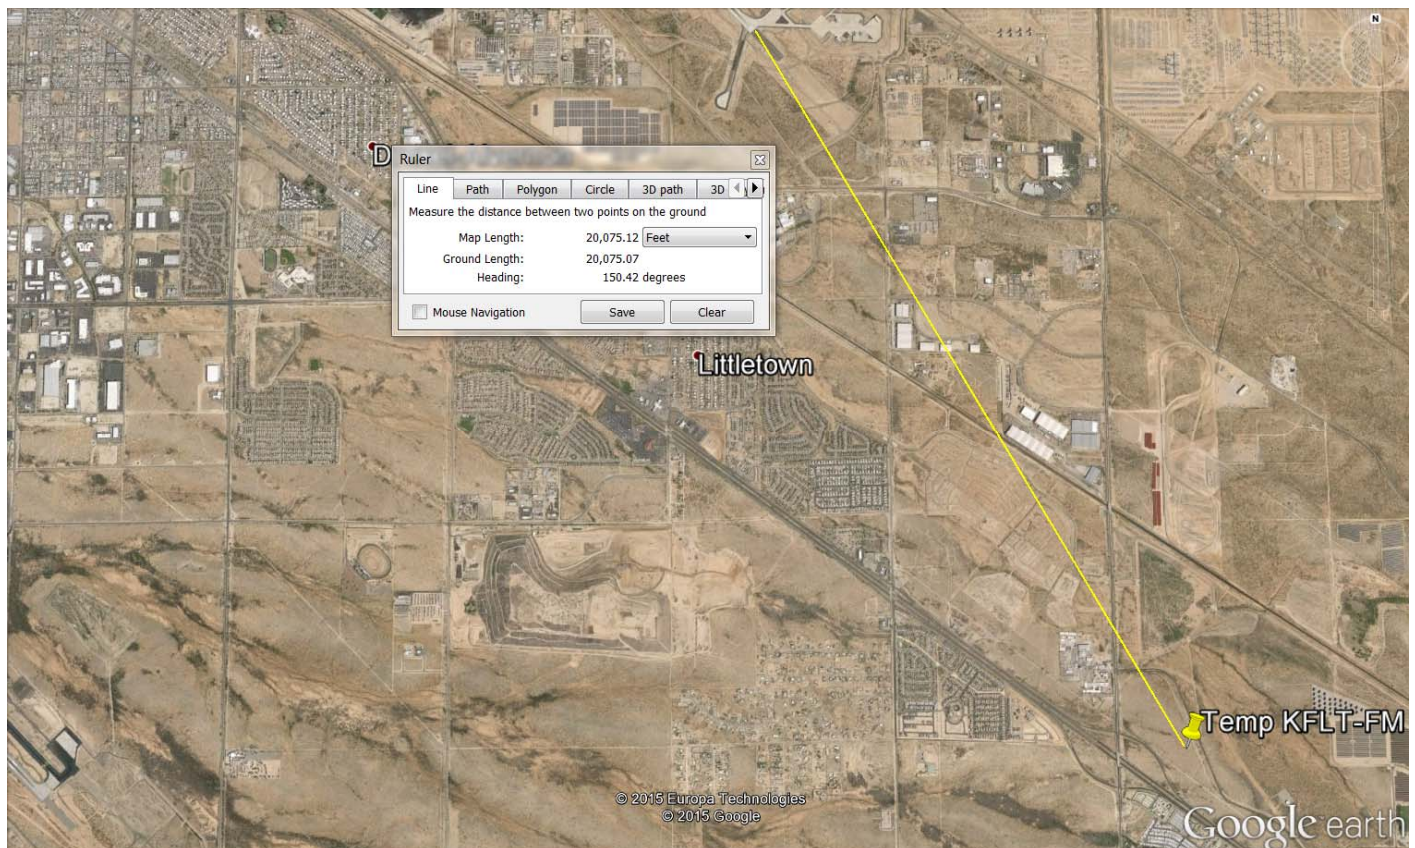 N
D
Ruler
Line Path Polygon Circle 3D path 3D
Measure the distance between two points on the ground
Map Length: 20,075.12 Feet
Ground Length: 20,075.07
Heading: 150.42 degrees
Mouse Navigation Save Clear
Littletown
Temp KFLT-FM
© 2015 Europa Technologies
© 2015 Google
Google earth